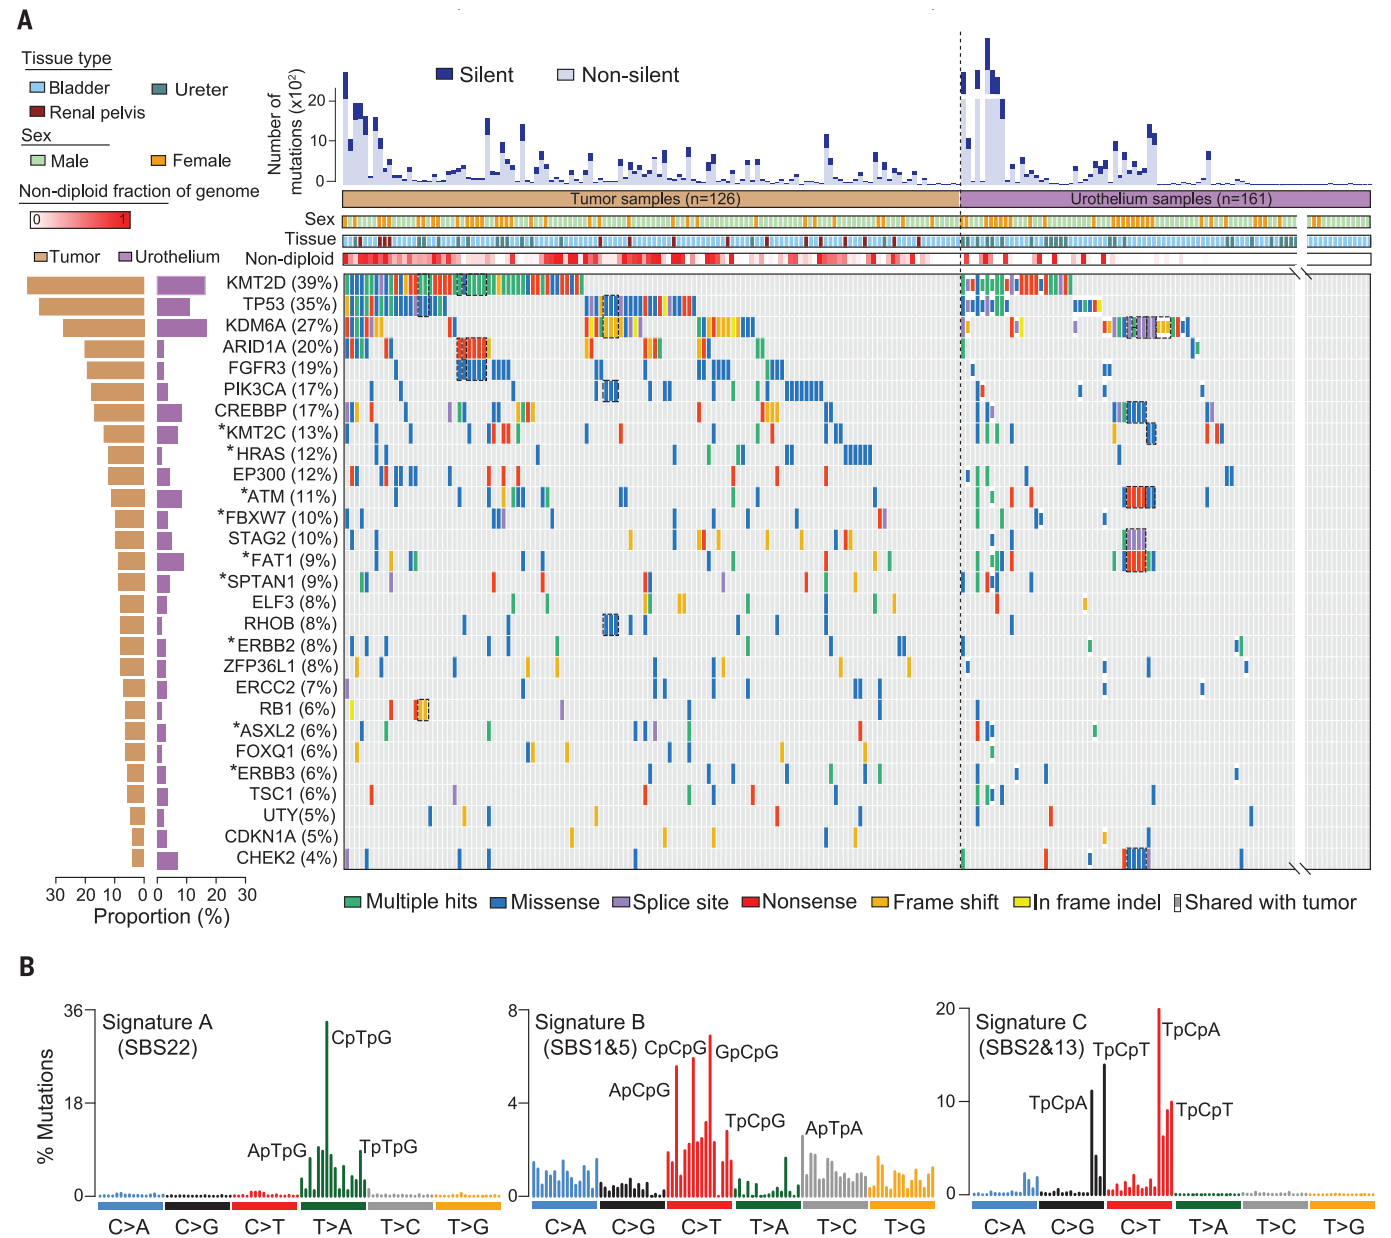 A
Tissue type
Bladder
Ureter
Renal pelvis
Sex
Male
Female
Non-diploid fraction of genome
0
1
Tumor
Urothelium
Number of
mutations (x10²)
20
10
0
Silent
Non-silent
Tumor samples (n=126)
Urothelium samples (n=161)
Sex
Tissue
Non-diploid
KMT2D (39%)
TP53 (35%)
KDM6A (27%)
ARID1A (20%)
FGFR3 (19%)
PIK3CA (17%)
CREBBP (17%)
*KMT2C (13%)
*HRAS (12%)
EP300 (12%)
*ATM (11%)
*FBXW7 (10%)
STAG2 (10%)
*FAT1 (9%)
*SPTAN1 (9%)
ELF3 (8%)
RHOB (8%)
*ERBB2 (8%)
ZFP36L1 (8%)
ERCC2 (7%)
RB1 (6%)
*ASXL2 (6%)
FOXQ1 (6%)
*ERBB3 (6%)
TSC1 (6%)
UTY(5%)
CDKN1A (5%)
CHEK2 (4%)
30 20 10 0 0 10 20 30
Proportion (%)
Multiple hits
Missense
Splice site
Nonsense
Frame shift
In frame indel
Shared with tumor
B
% Mutations
36
18
0
Signature A
(SBS22)
CpTpG
ApTpG
TpTpG
C>A C>G C>T T>A T>C T>G
8
4
0
Signature B
(SBS1&5)
CpCpG
GpCpG
ApCpG
TpCpG
ApTpA
C>A C>G C>T T>A T>C T>G
20
10
0
Signature C
(SBS2&13)
TpCpA
TpCpT
TpCpA
TpCpT
C>A C>G C>T T>A T>C T>G